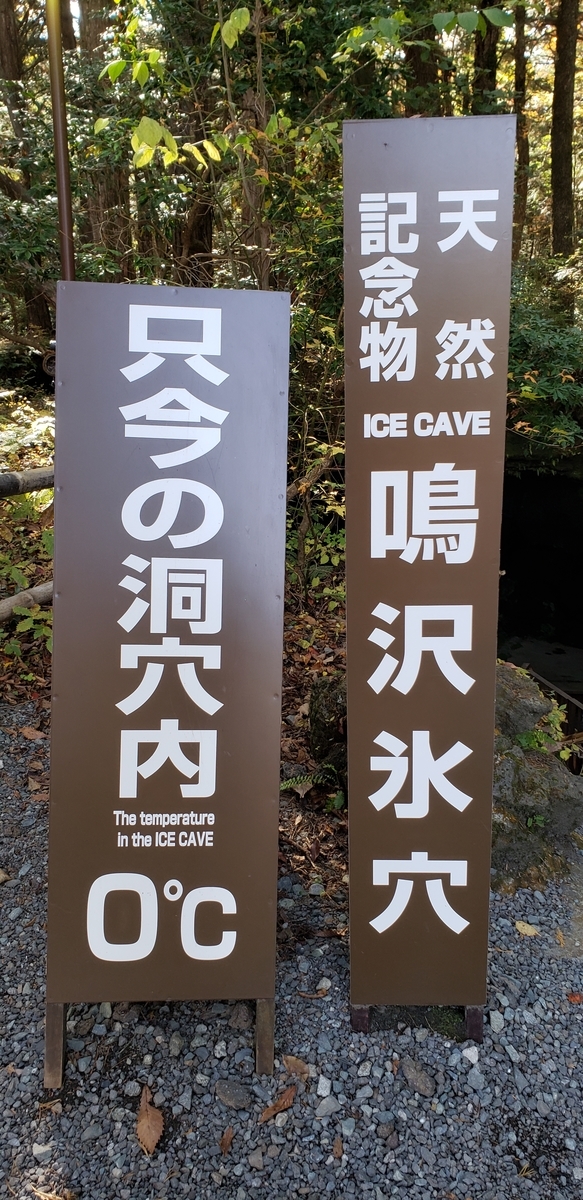 只今の洞穴内
The temperature
in the ICE CAVE
0°C
天然
記念物
ICE CAVE
鳴沢氷穴